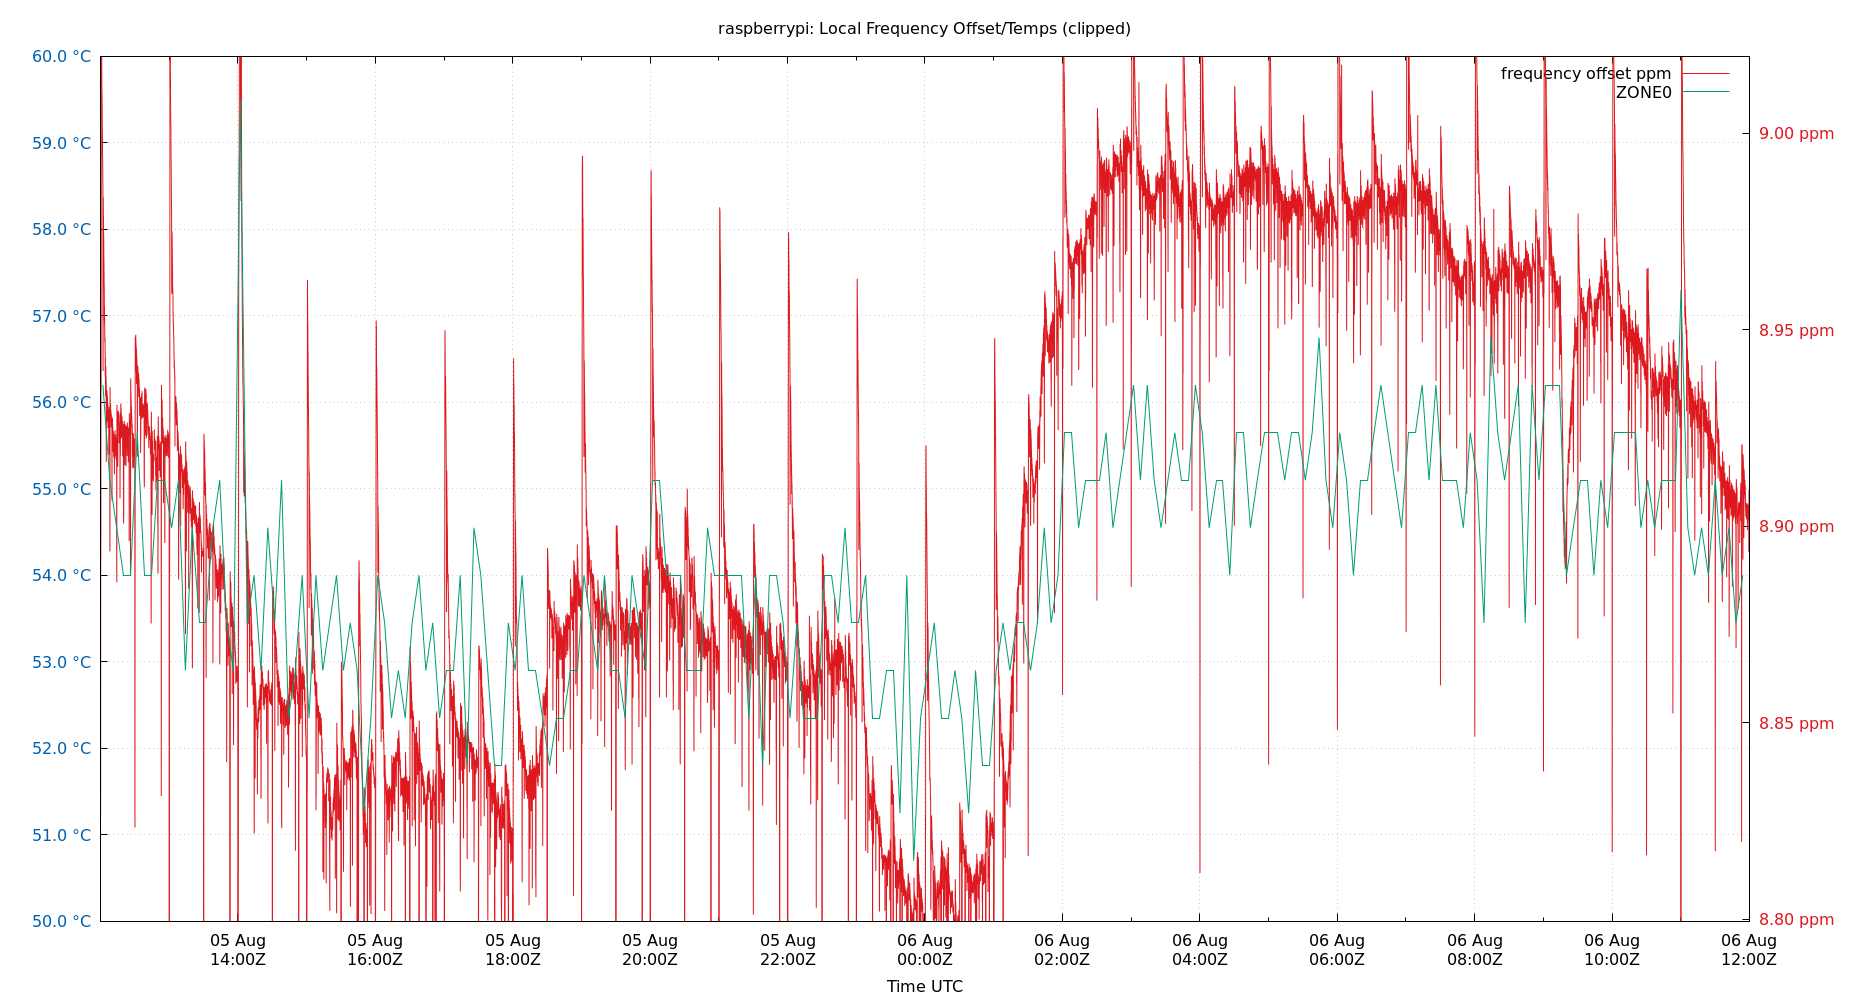 raspberrypi: Local Frequency Offset/Temps (clipped)
frequency offset ppm
ZONE0
60.0 °C
59.0 °C
58.0 °C
57.0 °C
56.0 °C
55.0 °C
54.0 °C
53.0 °C
52.0 °C
51.0 °C
50.0 °C
9.00 ppm
8.95 ppm
8.90 ppm
8.85 ppm
8.80 ppm
05 Aug 05 Aug 05 Aug 05 Aug 05 Aug 06 Aug 06 Aug 06 Aug 06 Aug 06 Aug 06 Aug 06 Aug
14:00Z 16:00Z 18:00Z 20:00Z 22:00Z 00:00Z 02:00Z 04:00Z 06:00Z 08:00Z 10:00Z 12:00Z
Time UTC